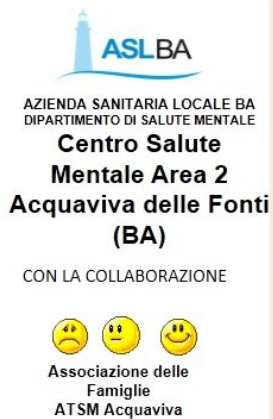 ASLBA
AZIENDA SANITARIA LOCALE BA
DIPARTIMENTO DI SALUTE MENTALE
Centro Salute
Mentale Area 2
Acquaviva delle Fonti
(BA)
CON LA COLLABORAZIONE
Associazione delle
Famiglie
ATSM Acquaviva